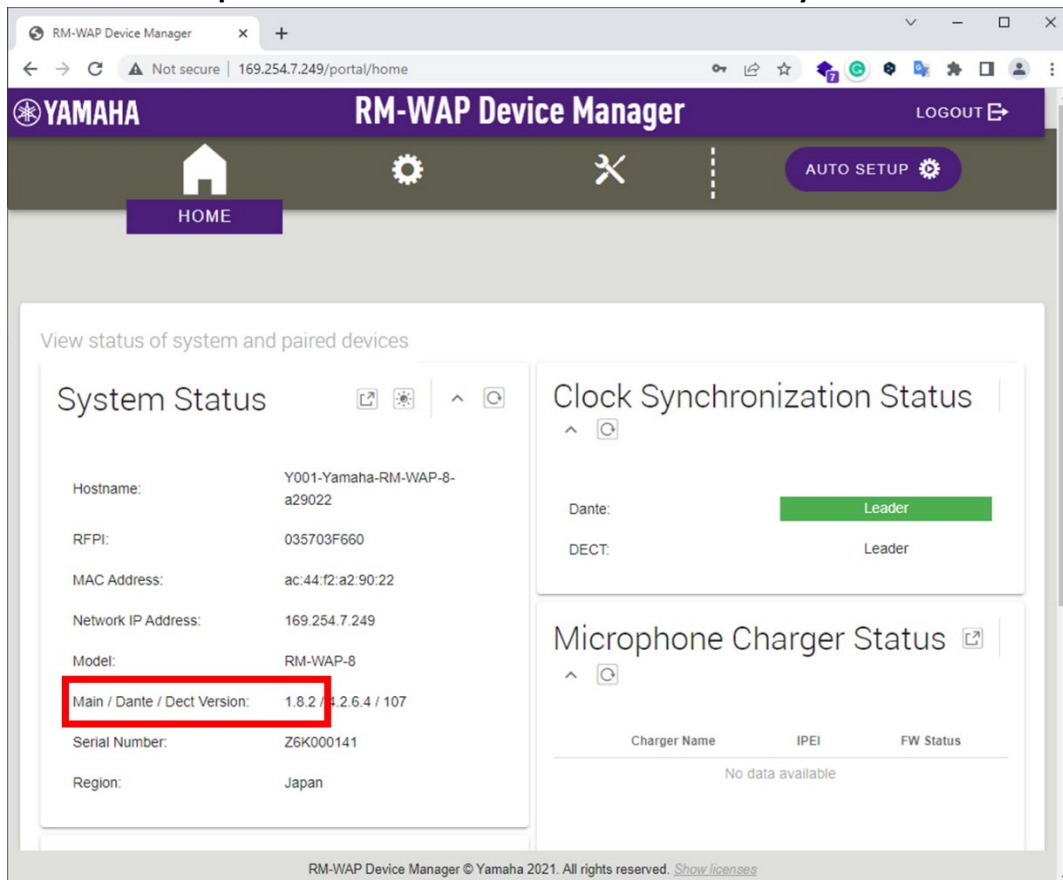 RM-WAP Device Manager
Not secure | 169.254.7.249/portal/home
7
YAMAHA
RM-WAP Device Manager
LOGOUT
HOME
AUTO SETUP
View status of system and paired devices
System Status
Hostname: Y001-Yamaha-RM-WAP-8-
a29022
RFPI: 035703F660
MAC Address: ac:44:f2:a2:90:22
Network IP Address: 169.254.7.249
Model: RM-WAP-8
Main / Dante / Dect Version: 1.8.2 / 4.2.6.4 / 107
Serial Number: Z6K000141
Region: Japan
Clock Synchronization Status
Dante: Leader
DECT: Leader
Microphone Charger Status
Charger Name IPEI FW Status
No data available
RM-WAP Device Manager © Yamaha 2021. All rights reserved. Show licenses